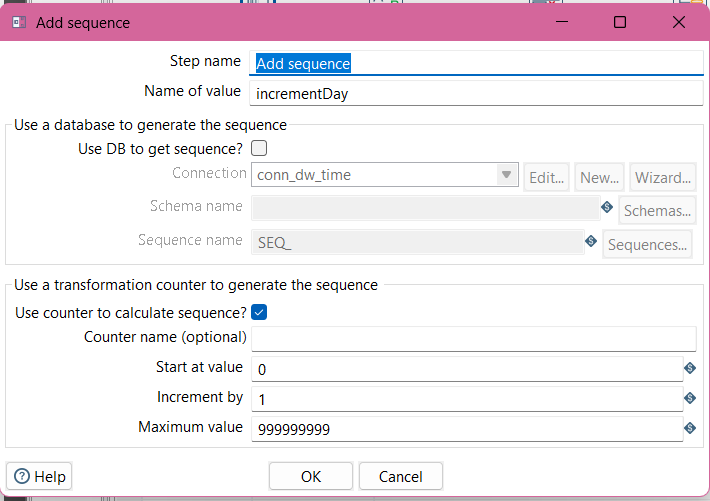 Add sequence
Step name Add sequence
Name of value incrementDay
Use a database to generate the sequence
Use DB to get sequence?
Connection conn_dw_time Edit... New... Wizard...
Schema name Schemas...
Sequence name SEQ_ Sequences...
Use a transformation counter to generate the sequence
Use counter to calculate sequence?
Counter name (optional)
Start at value 0
Increment by 1
Maximum value 999999999
Help OK Cancel